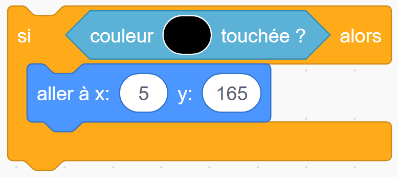 si couleur touchée ? alors
aller à x: 5 y: 165